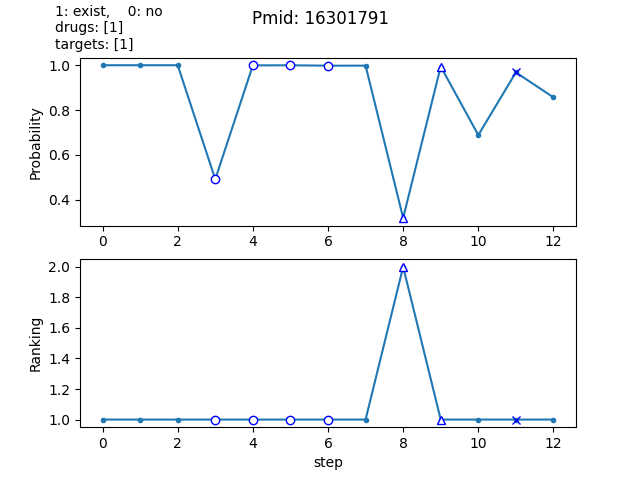 1: exist,    0: no
drugs: [1]
targets: [1]
Pmid: 16301791
Probability
1.0
0.8
0.6
0.4
0 2 4 6 8 10 12
Ranking
2.0
1.8
1.6
1.4
1.2
1.0
0 2 4 6 8 10 12
step